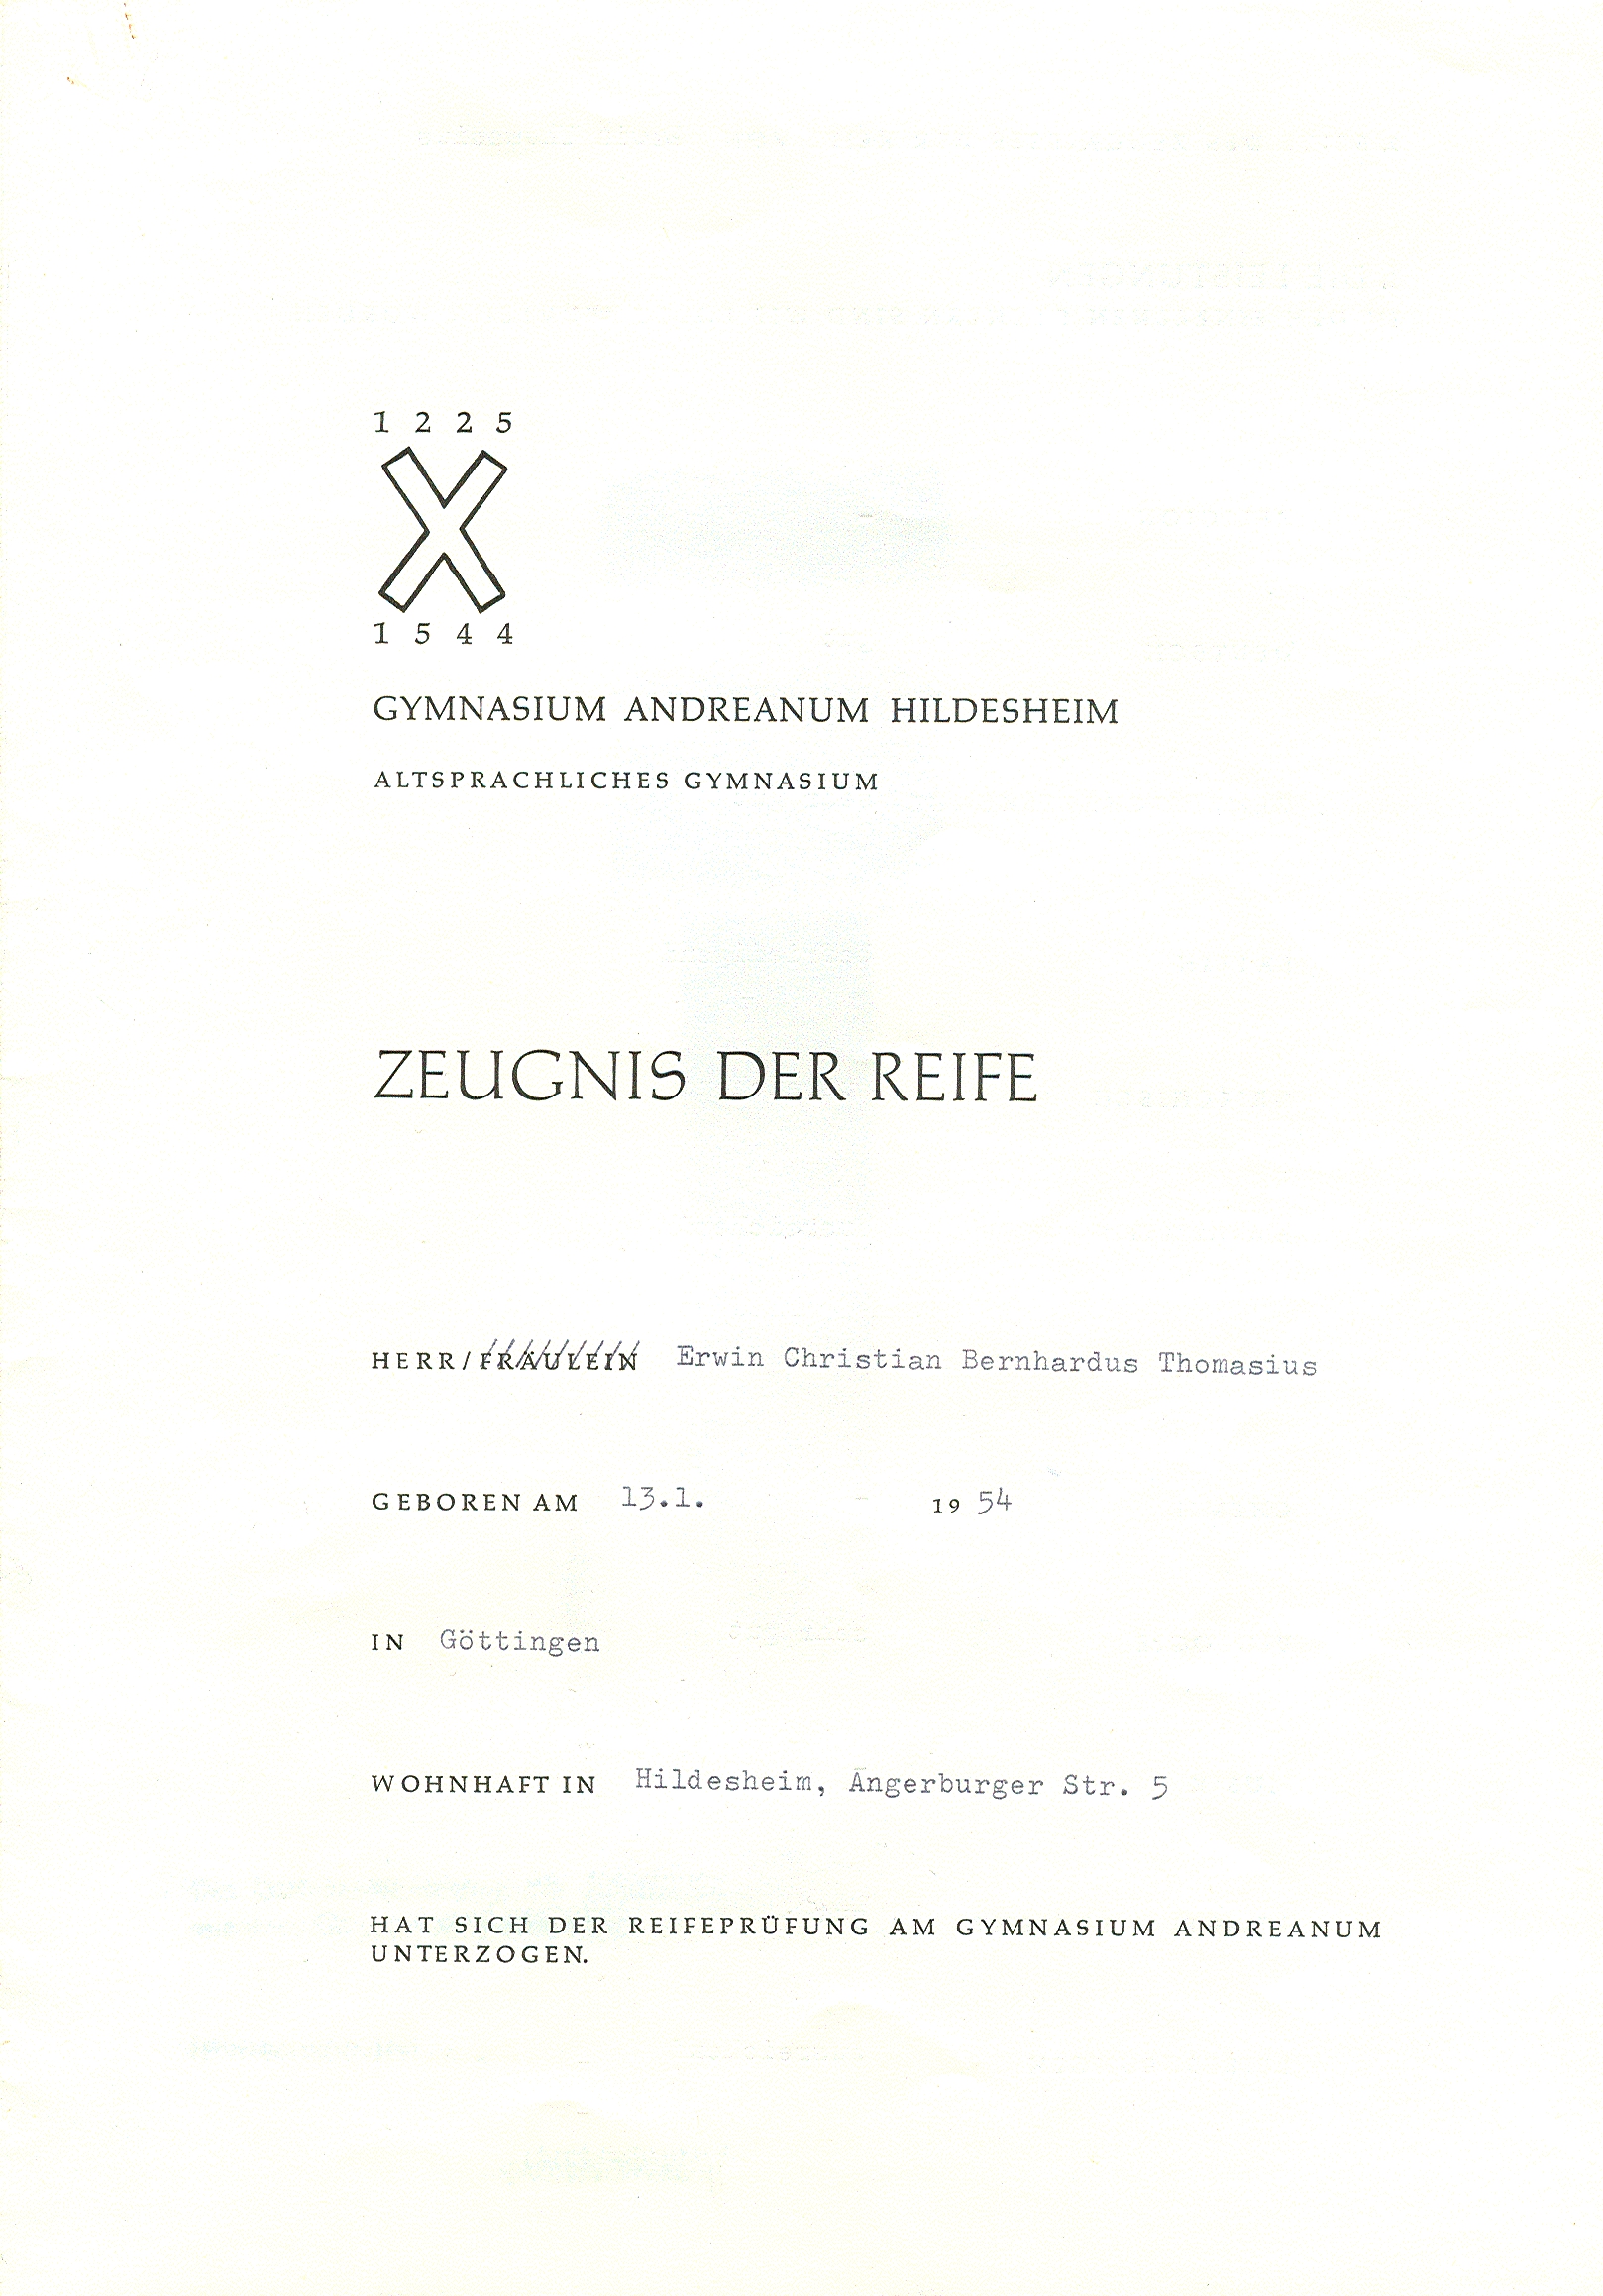 1 2 2 5
1 5 4 4
GYMNASIUM ANDREANUM HILDESHEIM
ALTSPRACHLICHES GYMNASIUM
ZEUGNIS DER REIFE
HERR/FRÄULEIN Erwin Christian Bernhardus Thomasius
GEBOREN AM 13.1. 19 54
IN Göttingen
WOHNHAFT IN Hildesheim, Angerburger Str. 5
HAT SICH DER REIFEPRÜFUNG AM GYMNASIUM ANDREANUM
UNTERZOGEN.